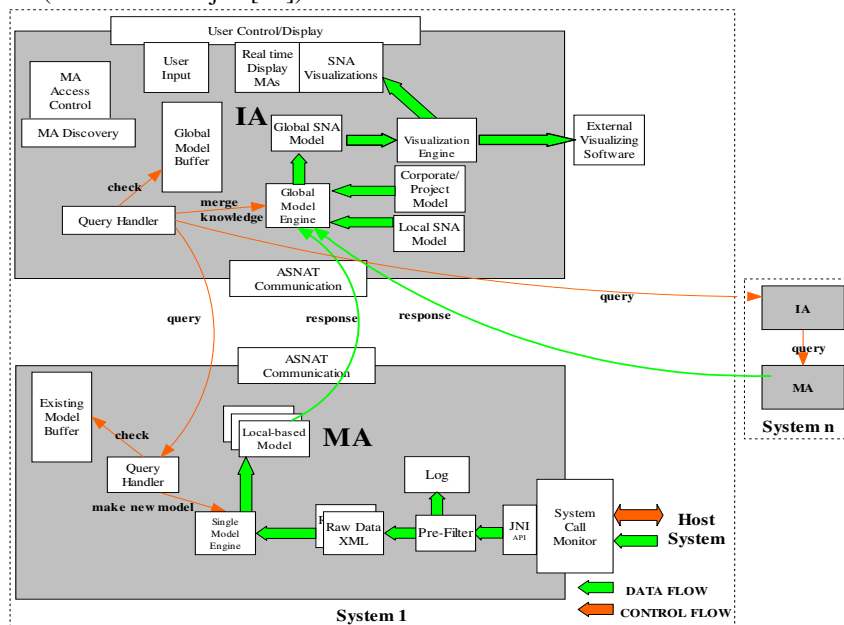 User Control/Display
User
Input
Real time
Display
MAs
SNA
Visualizations
MA
Access
Control
MA Discovery
Global
Model
Buffer
IA
Global SNA
Model
Visualization
Engine
External
Visualizing
Software
Corporate/
Project
Model
check
merge
knowledge
Global
Model
Engine
Query Handler
Local SNA
Model
ASNAT
Communication
query
response
response
query
IA
query
MA
System n
ASNAT
Communication
Existing
Model
Buffer
Local-based
Model
MA
check
Query
Handler
Log
make new model
Single
Model
Engine
Raw Data
XML
Pre-Filter
JNI
API
System
Call
Monitor
Host
System
DATA FLOW
CONTROL FLOW
System 1